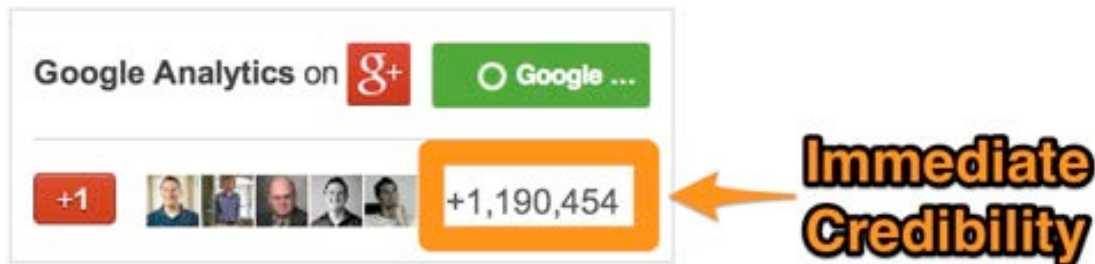 Google Analytics on g+ Google ...
+1 +1,190,454
Immediate
Credibility